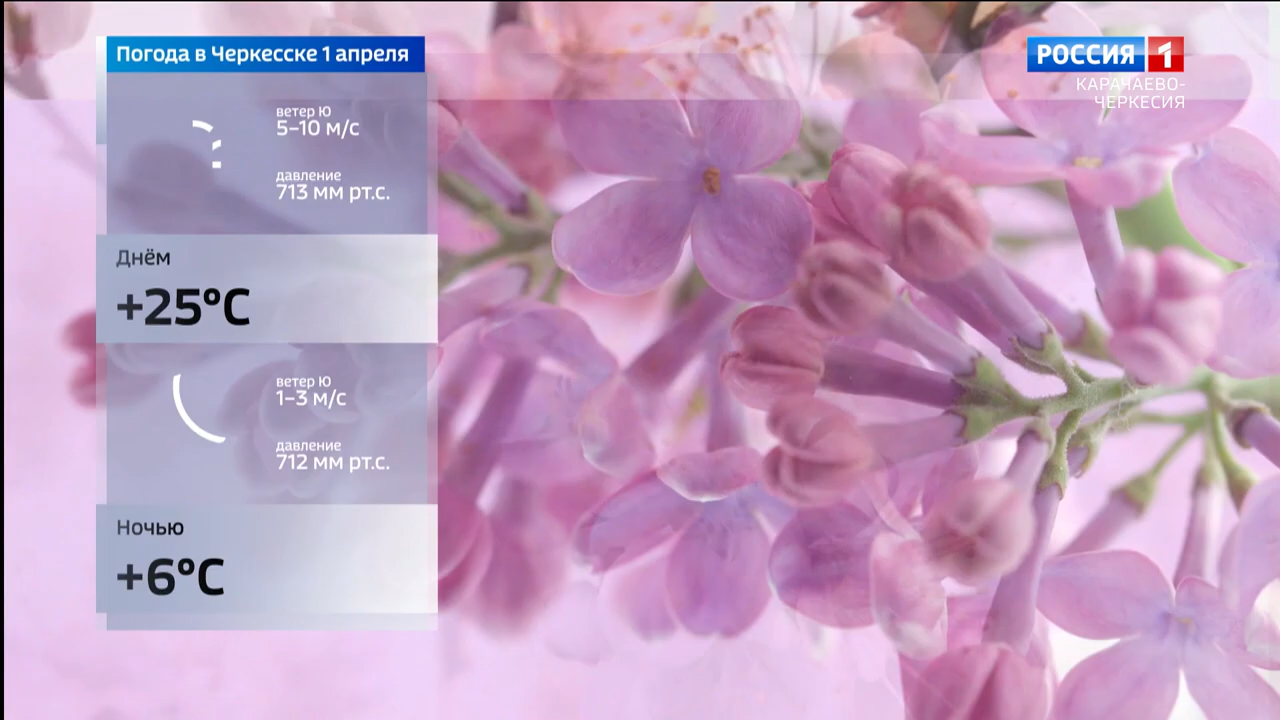 Погода в Черкесске 1 апреля
РОССИЯ 1
КАРАЧАЕВО-
ЧЕРКЕСИЯ
ветер Ю
5–10 м/с
давление
713 мм рт.с.
Днём
+25°C
ветер Ю
1–3 м/с
давление
712 мм рт.с.
Ночью
+6°C